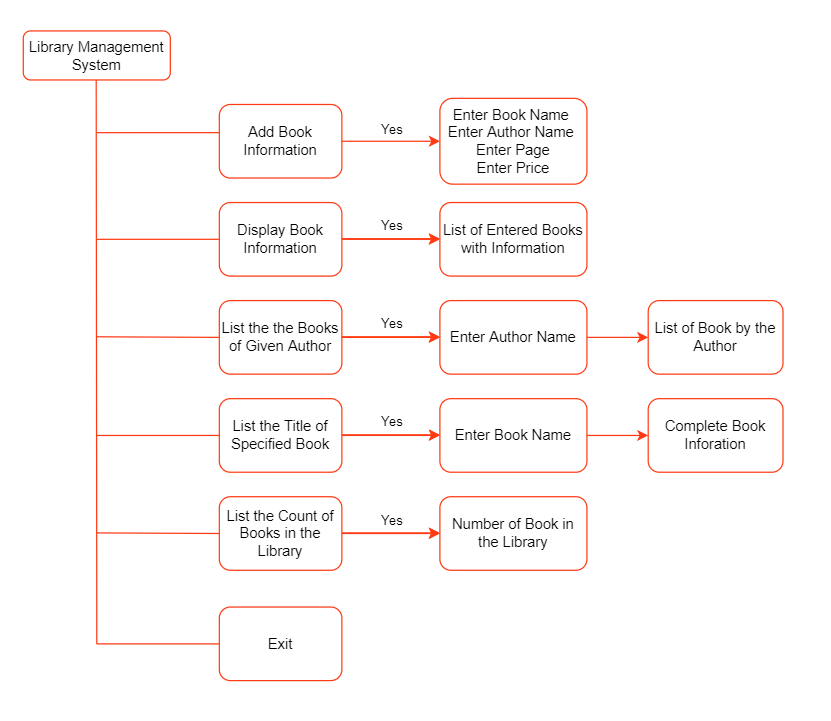 Library Management
System
Add Book
Information
Yes
Enter Book Name
Enter Author Name
Enter Page
Enter Price
Display Book
Information
Yes
List of Entered Books
with Information
List the the Books
of Given Author
Yes
Enter Author Name
List of Book by the
Author
List the Title of
Specified Book
Yes
Enter Book Name
Complete Book
Inforation
List the Count of
Books in the
Library
Yes
Number of Book in
the Library
Exit